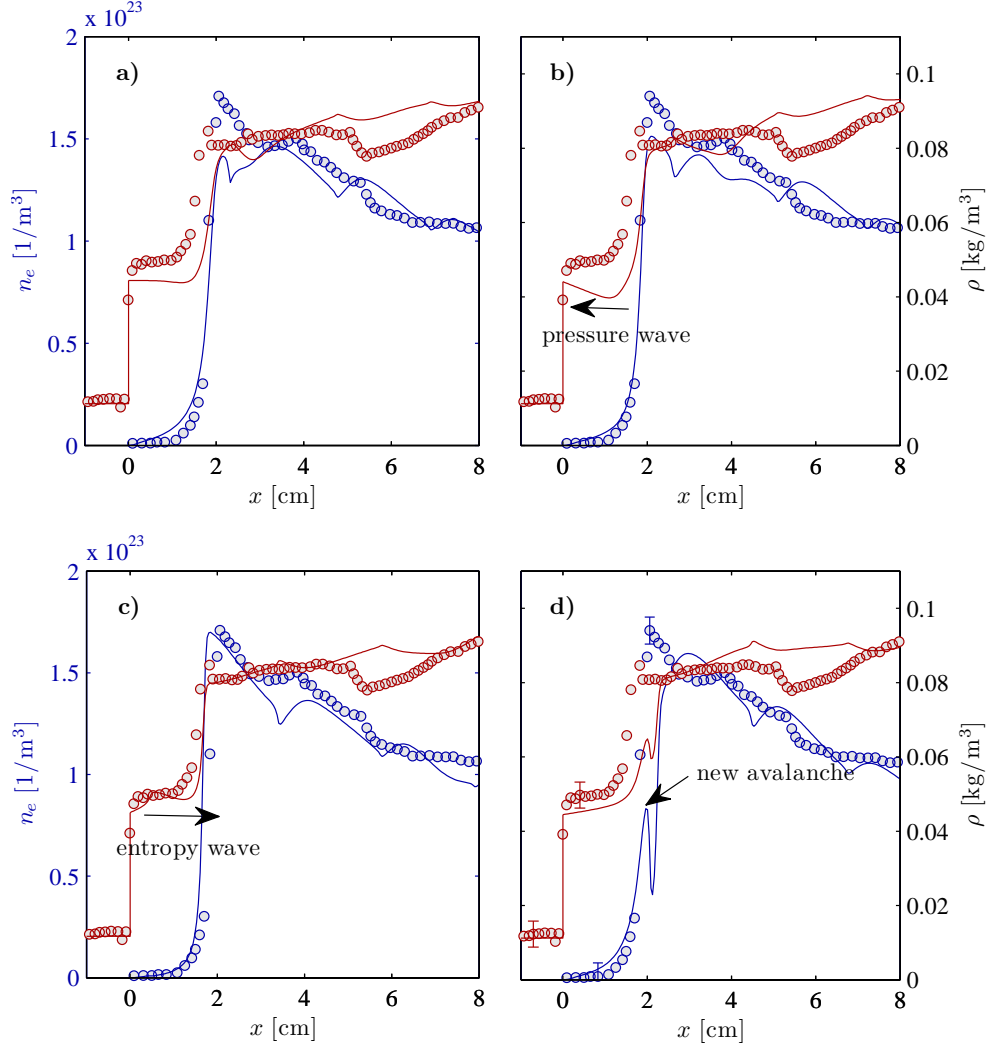 x 10^23
a)
b)
2
1.5
1
0.5
0
n_e [1/m^3]
0 2 4 6 8
x [cm]
0.1
0.08
0.06
0.04
0.02
0
ρ [kg/m^3]
pressure wave
0 2 4 6 8
x [cm]
x 10^23
c)
d)
2
1.5
1
0.5
0
n_e [1/m^3]
entropy wave
0 2 4 6 8
x [cm]
0.1
0.08
0.06
0.04
0.02
0
ρ [kg/m^3]
new avalanche
0 2 4 6 8
x [cm]